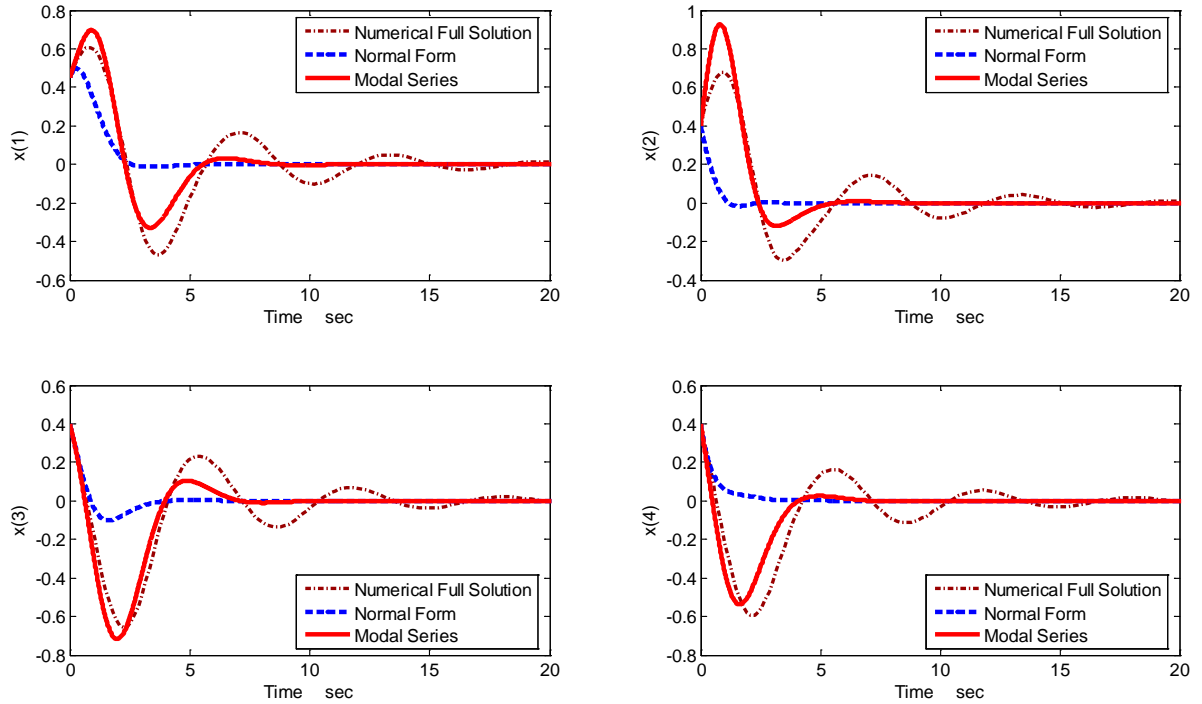 0.8
0.6
0.4
0.2
0
-0.2
-0.4
-0.6
x(1)
0
5
10
15
20
Time sec
Numerical Full Solution
Normal Form
Modal Series
1
0.8
0.6
0.4
0.2
0
-0.2
-0.4
x(2)
0
5
10
15
20
Time sec
Numerical Full Solution
Normal Form
Modal Series
0.6
0.4
0.2
0
-0.2
-0.4
-0.6
-0.8
x(3)
0
5
10
15
20
Time sec
Numerical Full Solution
Normal Form
Modal Series
0.6
0.4
0.2
0
-0.2
-0.4
-0.6
-0.8
x(4)
0
5
10
15
20
Time sec
Numerical Full Solution
Normal Form
Modal Series